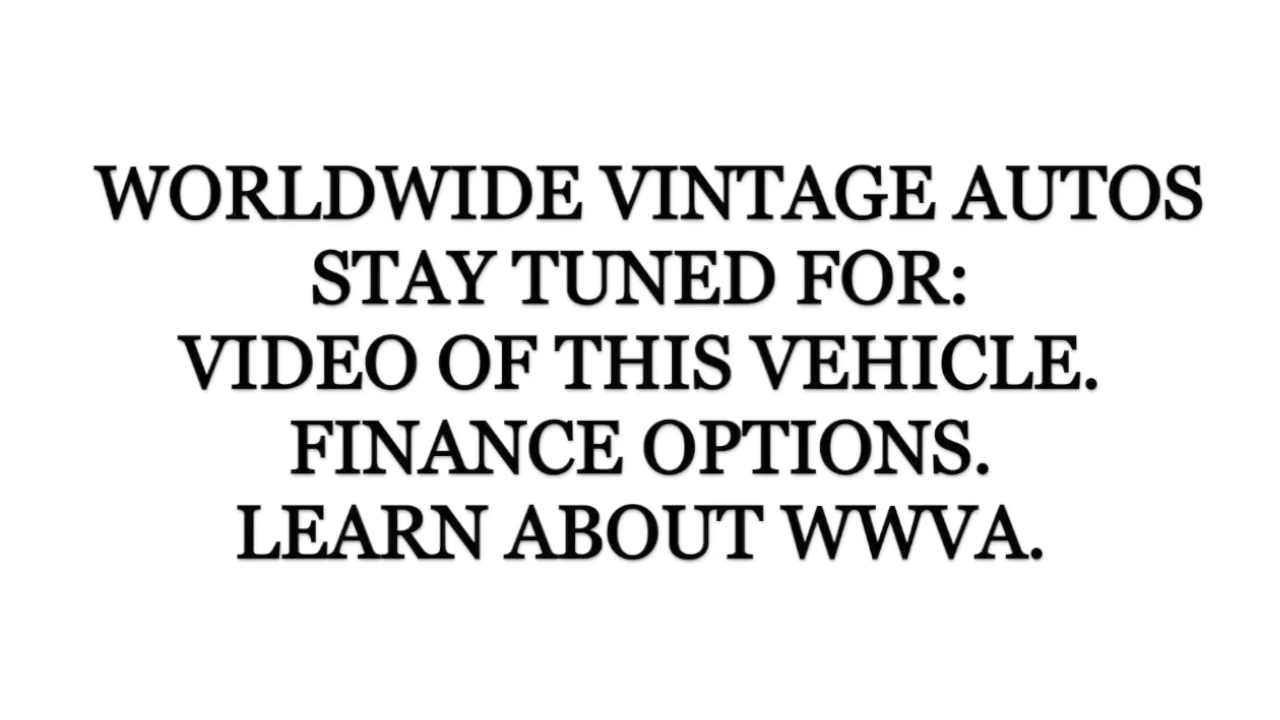 WORLDWIDE VINTAGE AUTOS
STAY TUNED FOR:
VIDEO OF THIS VEHICLE.
FINANCE OPTIONS.
LEARN ABOUT WWVA.